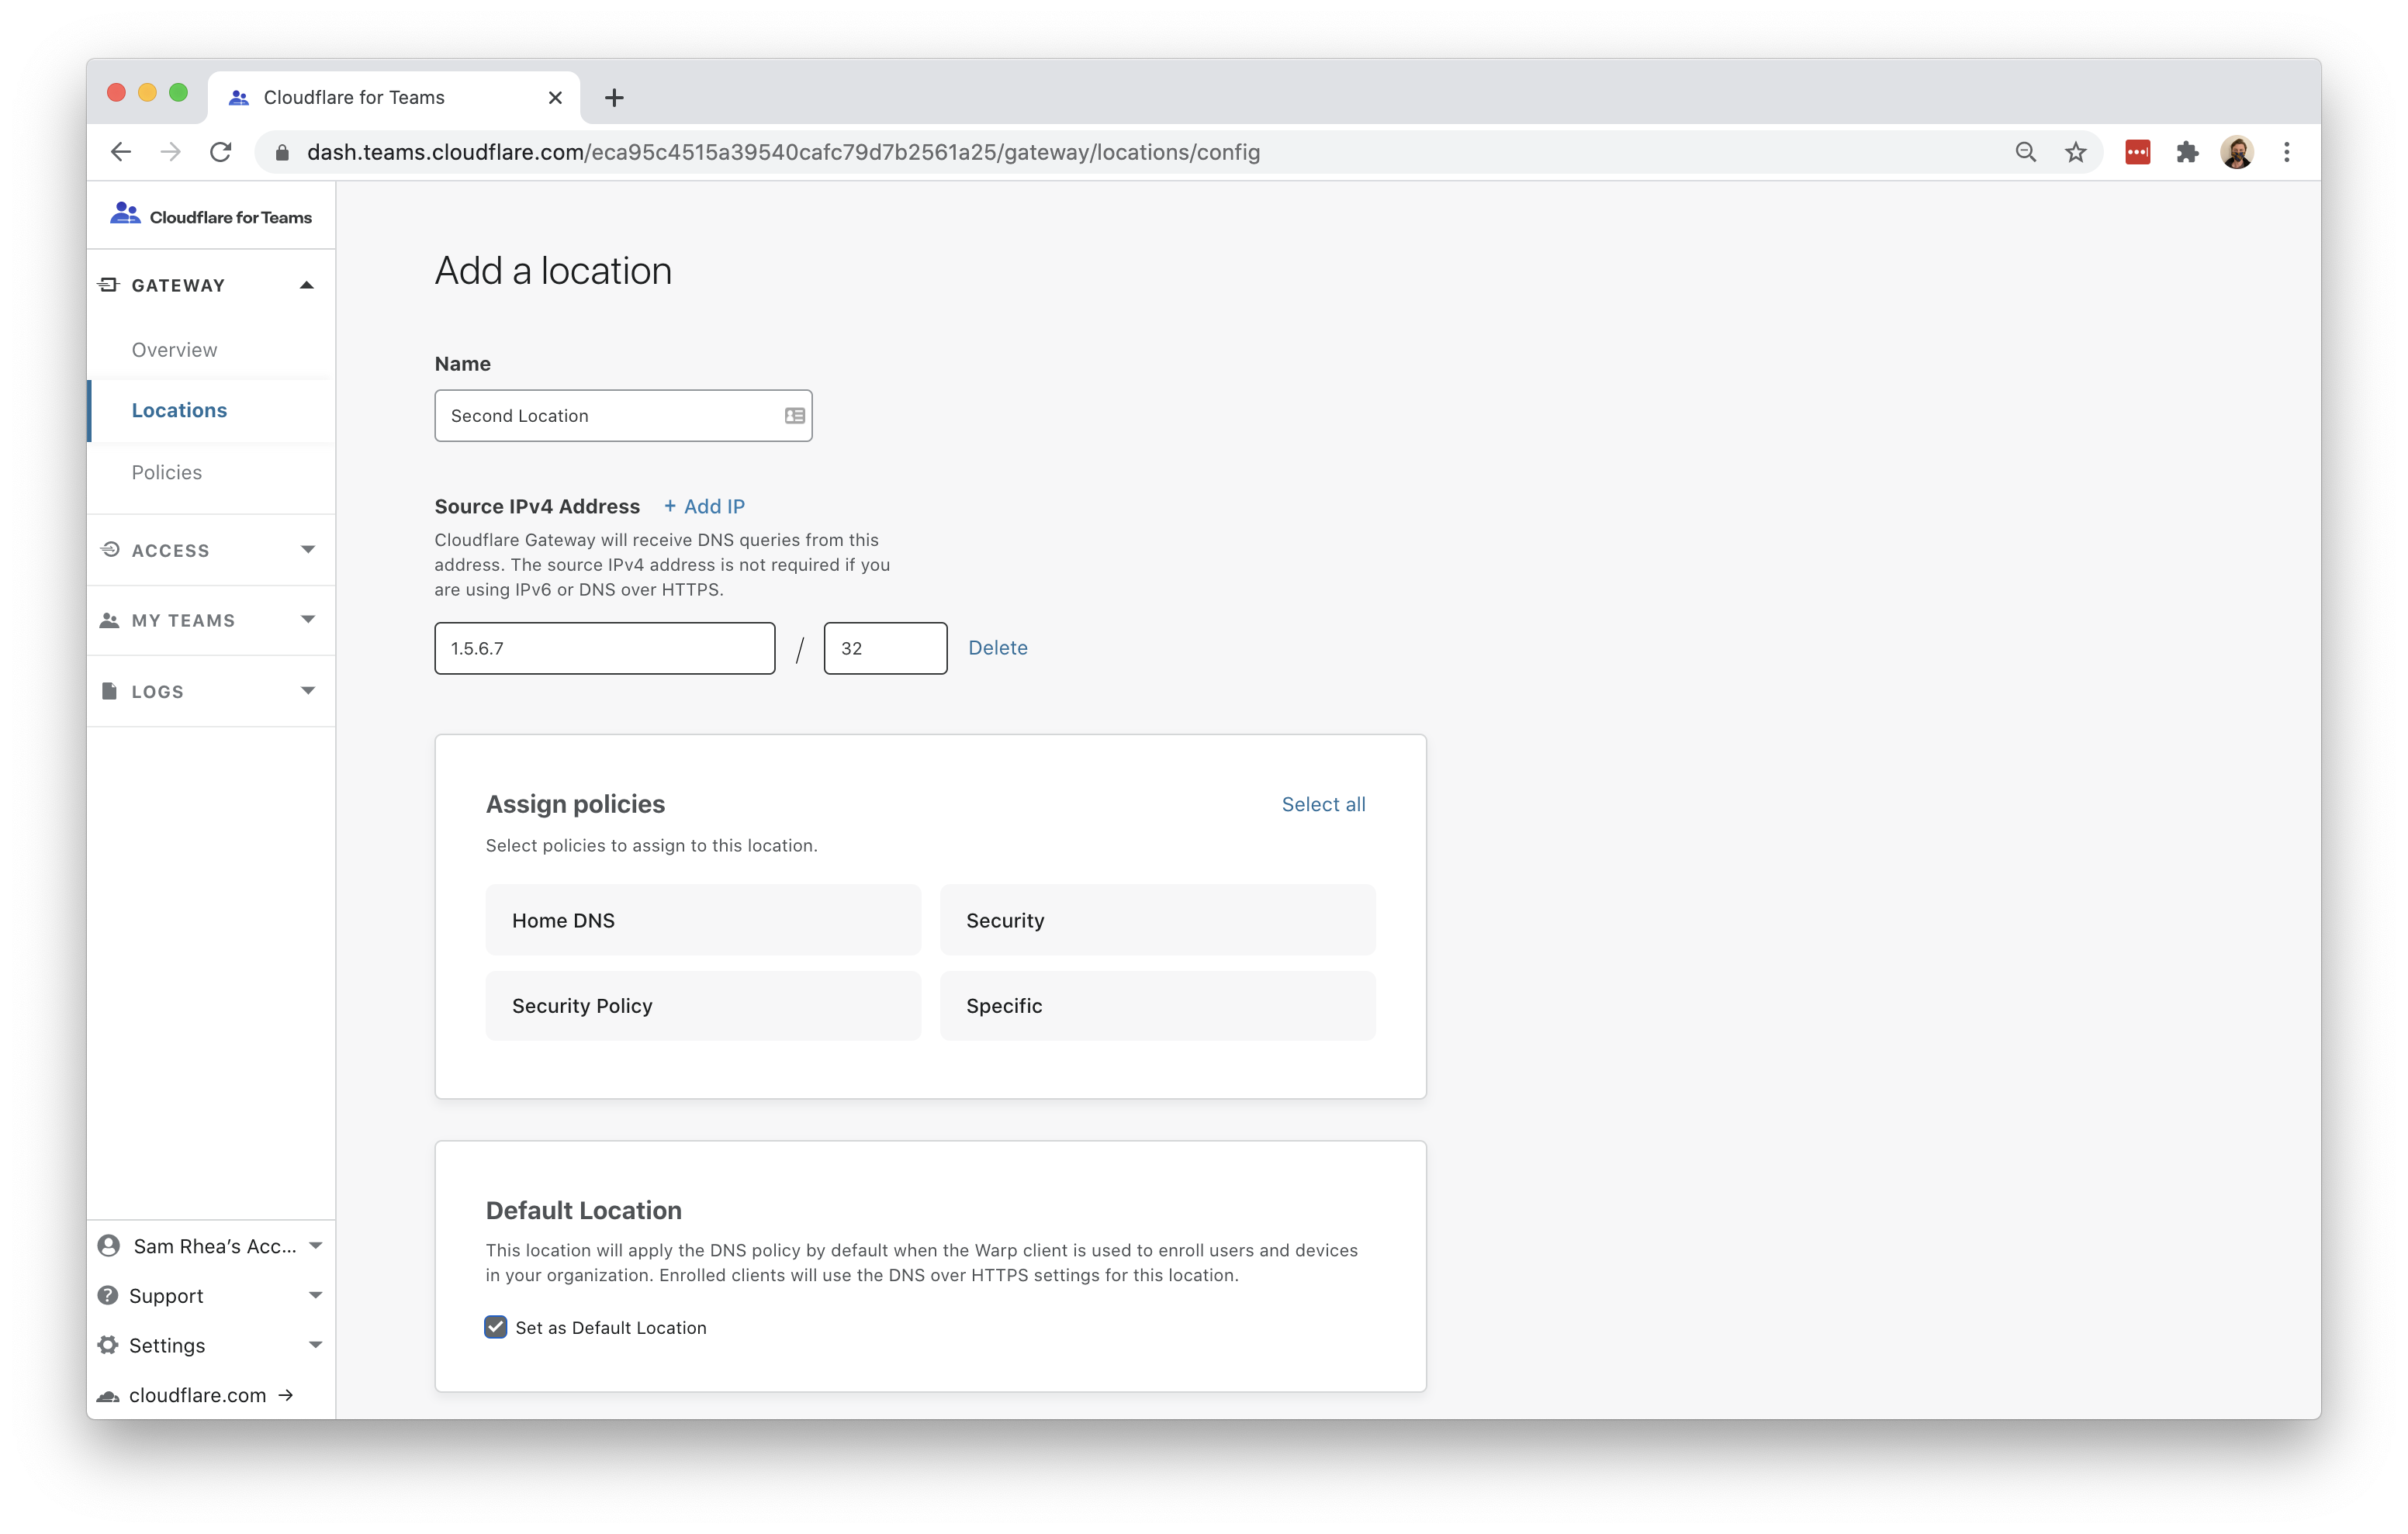 Cloudflare for Teams
dash.teams.cloudflare.com/eca95c4515a39540cafc79d7b2561a25/gateway/locations/config
Cloudflare for Teams
GATEWAY
Overview
Locations
Policies
ACCESS
MY TEAMS
LOGS
Sam Rhea’s Acc...
Support
Settings
cloudflare.com →
Add a location
Name
Second Location
Source IPv4 Address + Add IP
Cloudflare Gateway will receive DNS queries from this
address. The source IPv4 address is not required if you
are using IPv6 or DNS over HTTPS.
1.5.6.7 / 32 Delete
Assign policies Select all
Select policies to assign to this location.
Home DNS Security
Security Policy Specific
Default Location
This location will apply the DNS policy by default when the Warp client is used to enroll users and devices
in your organization. Enrolled clients will use the DNS over HTTPS settings for this location.
Set as Default Location